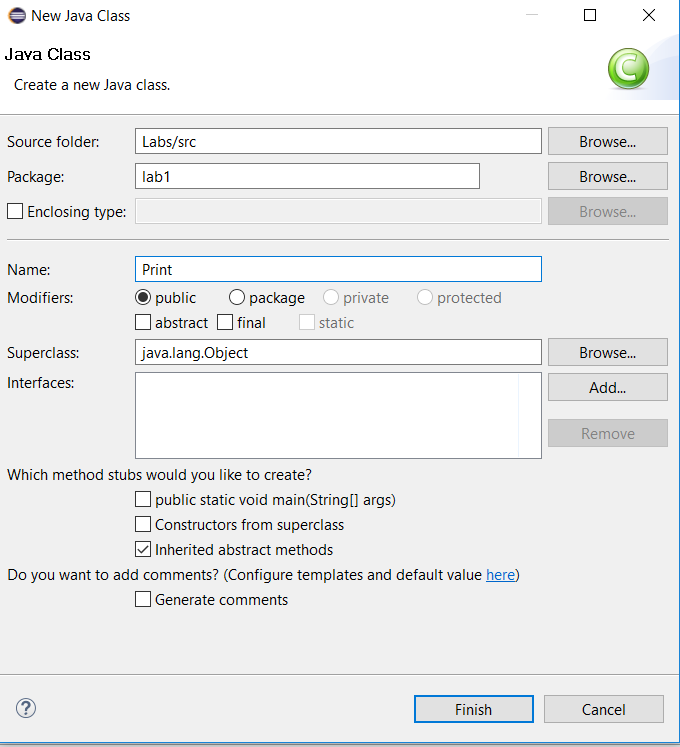 New Java Class
Java Class
Create a new Java class.
Source folder: Labs/src Browse...
Package: lab1 Browse...
Enclosing type: Browse...
Name: Print
Modifiers: public package private protected
abstract final static
Superclass: java.lang.Object Browse...
Interfaces: Add...
Remove
Which method stubs would you like to create?
public static void main(String[] args)
Constructors from superclass
Inherited abstract methods
Do you want to add comments? (Configure templates and default value here)
Generate comments
? Finish Cancel